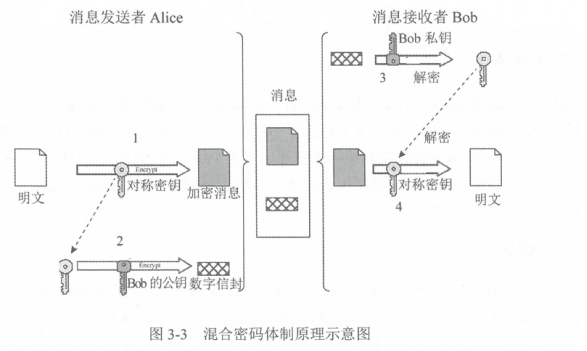 消息发送者 Alice
消息接收者 Bob
Bob 私钥
3
解密
消息
1
Encrypt
对称密钥
明文
加密消息
解密
对称密钥
4
明文
2
Encrypt
Bob 的公钥
数字信封
图 3-3 混合密码体制原理示意图